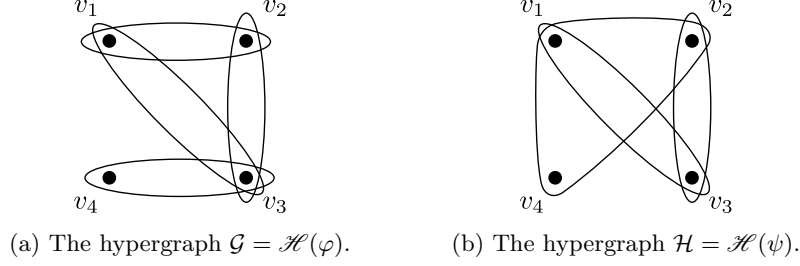 v₁ v₂ v₁ v₂
v₄ v₃ v₄ v₃
(a) The hypergraph 𝒢 = ℋ(φ). (b) The hypergraph ℋ = ℋ(ψ).